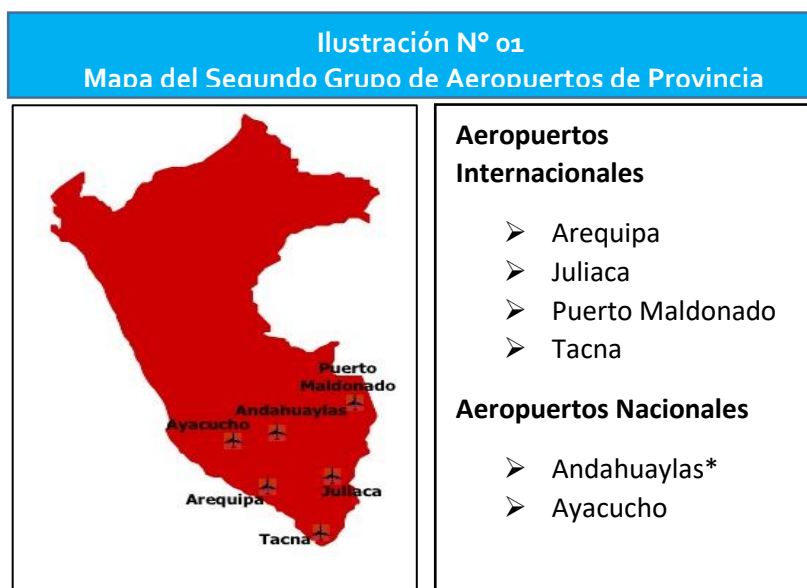 Ilustración N° 01
Mapa del Segundo Grupo de Aeropuertos de Provincia
Puerto
Maldonado
Andahuaylas
Ayacucho
Juliaca
Arequipa
Tacna
Aeropuertos
Internacionales
➢ Arequipa
➢ Juliaca
➢ Puerto Maldonado
➢ Tacna
Aeropuertos Nacionales
➢ Andahuaylas*
➢ Ayacucho